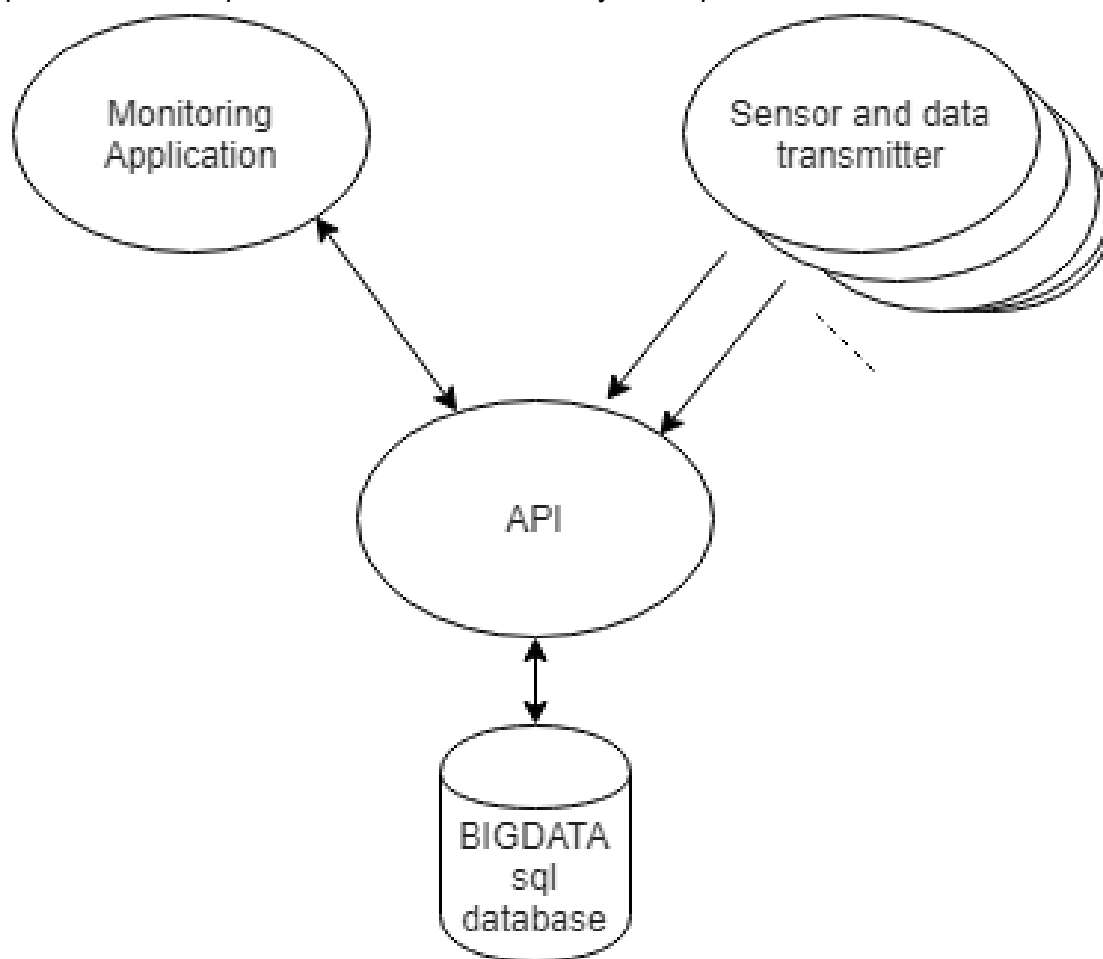 Monitoring
Application
Sensor and data
transmitter
API
BIGDATA
sql
database